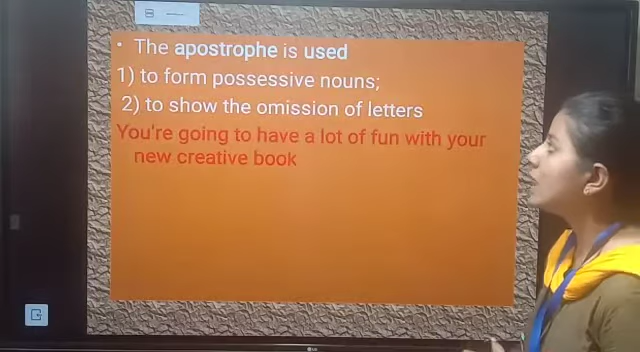 • The apostrophe is used
1) to form possessive nouns;
2) to show the omission of letters
You're going to have a lot of fun with your
new creative book